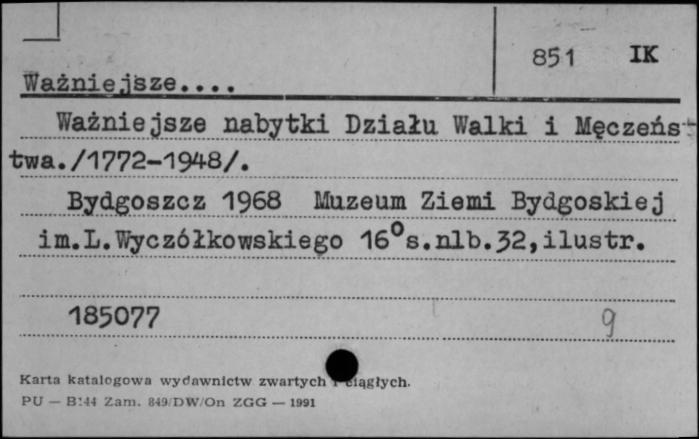 851 IK
Ważniejsze....
Ważniejsze nabytki Działu Walki i Męczeńs-
twa./1772-1948/.
Bydgoszcz 1968 Muzeum Ziemi Bydgoskiej
im.L.Wyczółkowskiego 16° s.nlb.32,ilustr.
185077 9
Karta katalogowa wydawnictw zwartych i ciągłych.
PU — B144 Zam. 849/DW/On ZGG — 1991